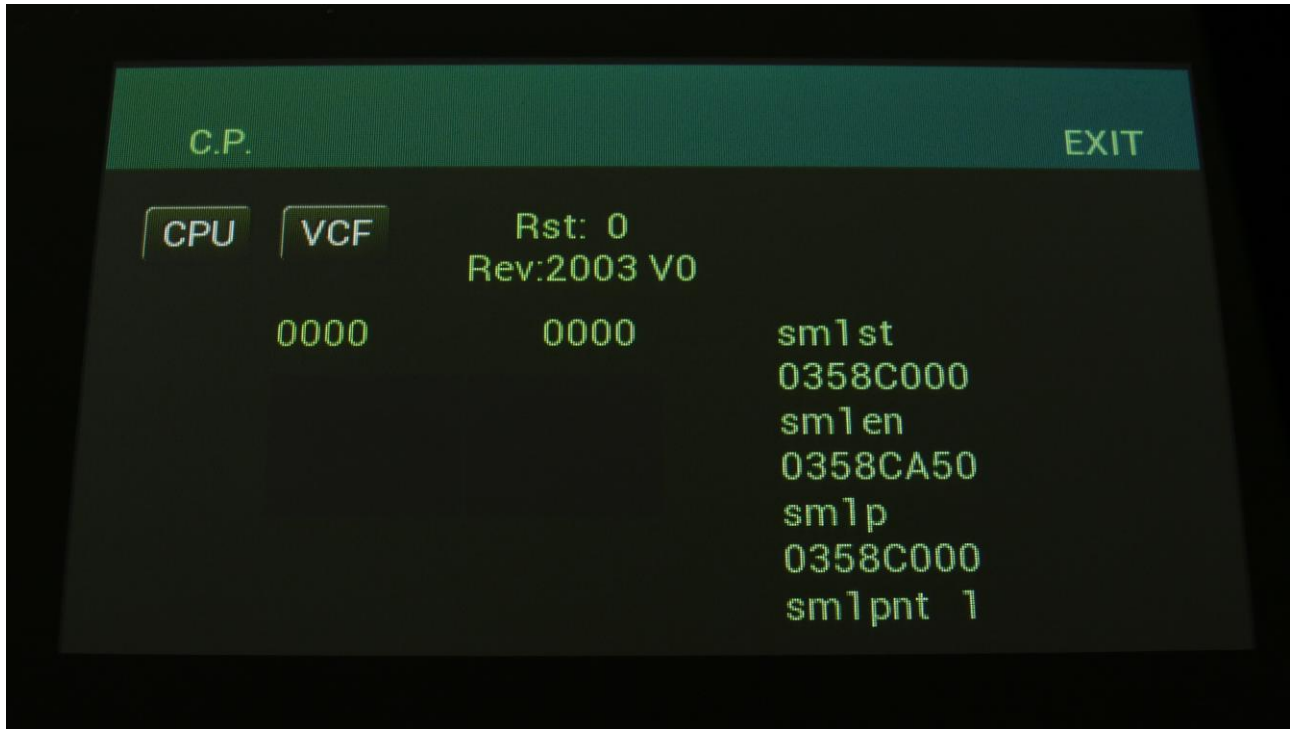 C.P. EXIT
CPU VCF Rst: 0
Rev:2003 V0
0000 0000 sm1st
0358C000
sm1en
0358CA50
sm1p
0358C000
sm1pnt 1